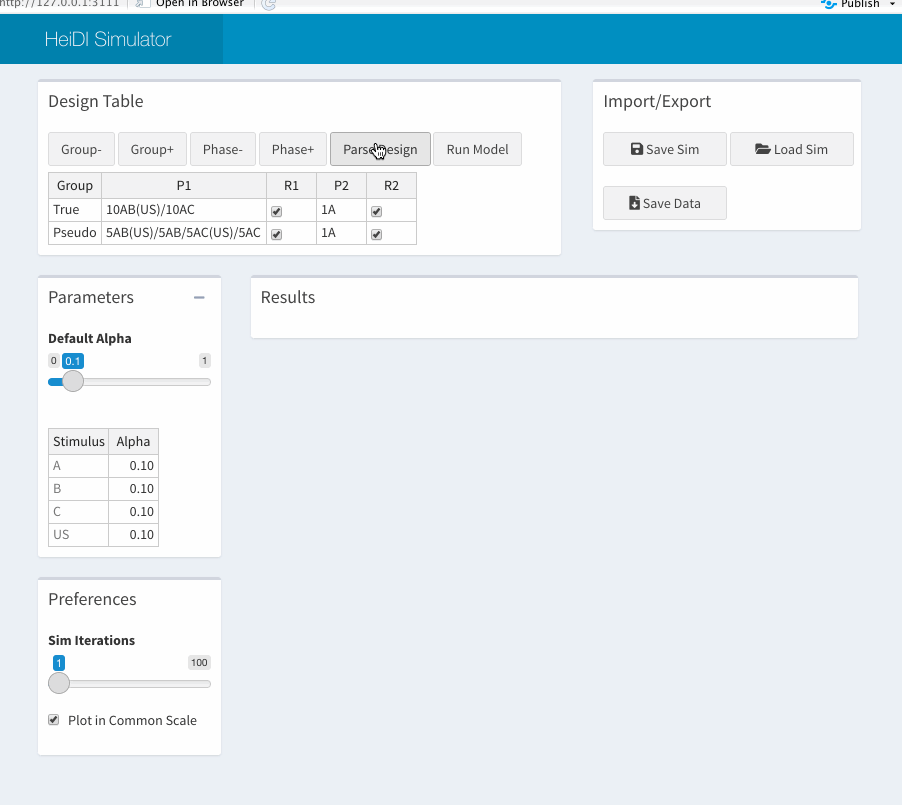 http://127.0.0.1:3111 Open in Browser Publish
HeiDI Simulator
Design Table
Group- Group+ Phase- Phase+ Parse Design Run Model
Group P1 R1 P2 R2
True 10AB(US)/10AC 1A
Pseudo 5AB(US)/5AB/5AC(US)/5AC 1A
Import/Export
Save Sim Load Sim
Save Data
Parameters
Default Alpha
0 0.1 1
Stimulus Alpha
A 0.10
B 0.10
C 0.10
US 0.10
Results
Preferences
Sim Iterations
1 100
Plot in Common Scale